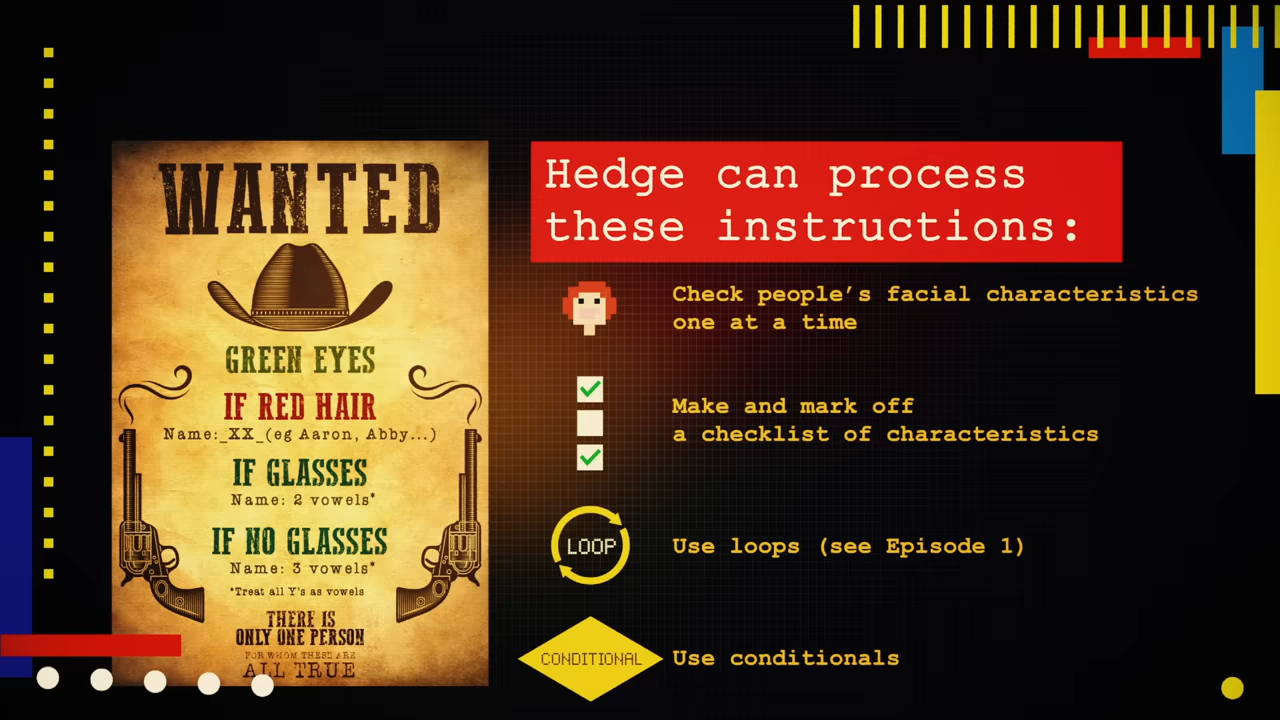 WANTED
GREEN EYES
IF RED HAIR
Name:_XX_(eg Aaron, Abby...)
IF GLASSES
Name: 2 vowels*
IF NO GLASSES
Name: 3 vowels*
*Treat all Y's as vowels
THERE IS
ONLY ONE PERSON
FOR WHOM THESE ARE
ALL TRUE
Hedge can process
these instructions:
Check people’s facial characteristics
one at a time
Make and mark off
a checklist of characteristics
LOOP
Use loops (see Episode 1)
CONDITIONAL
Use conditionals